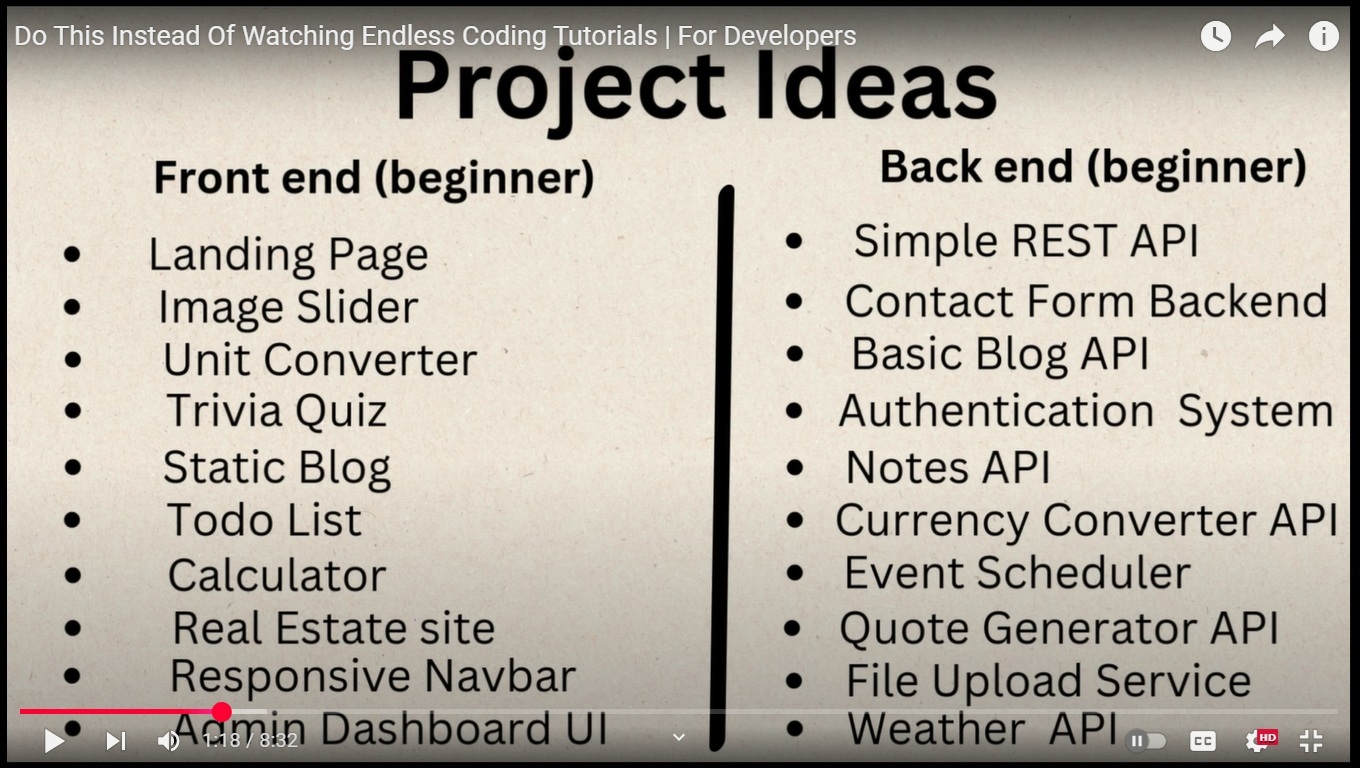 Do This Instead Of Watching Endless Coding Tutorials | For Developers
Project Ideas
Front end (beginner)
Landing Page
Image Slider
Unit Converter
Trivia Quiz
Static Blog
Todo List
Calculator
Real Estate site
Responsive Navbar
Admin Dashboard UI
Back end (beginner)
Simple REST API
Contact Form Backend
Basic Blog API
Authentication System
Notes API
Currency Converter API
Event Scheduler
Quote Generator API
File Upload Service
Weather API
1:18 / 8:32
CC
HD